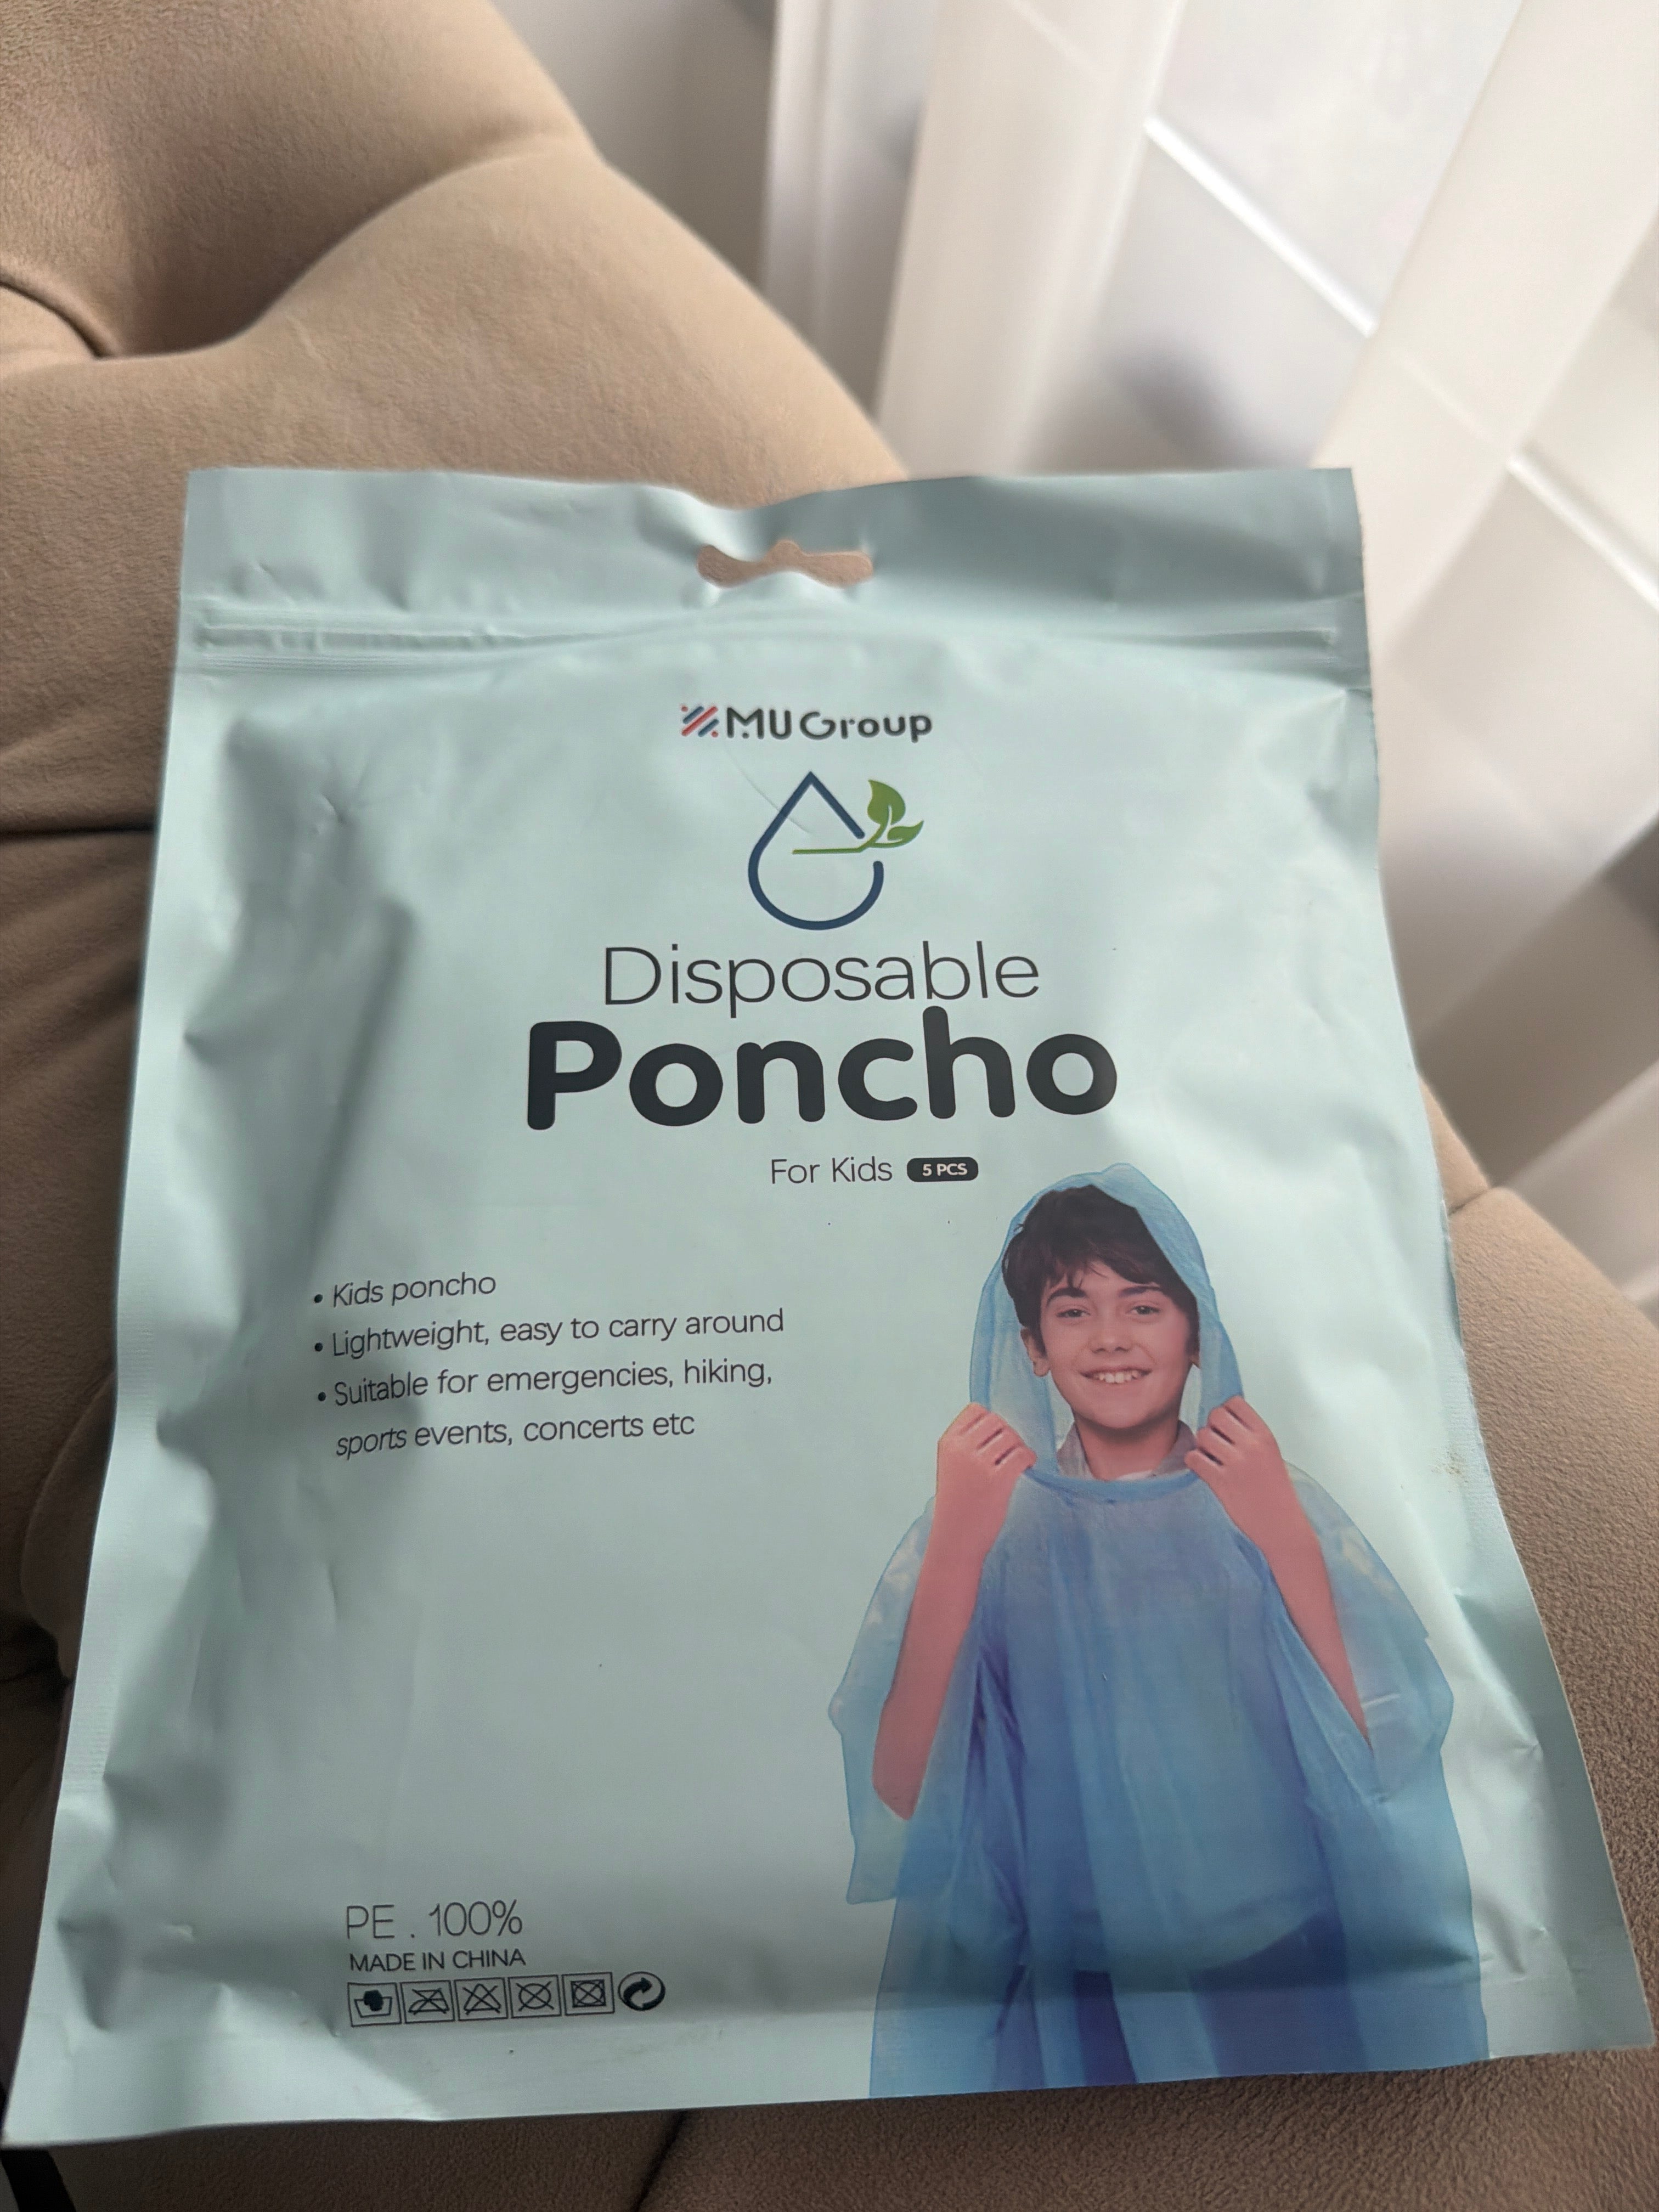 MU Group
Disposable
Poncho
For Kids 5 PCS
• Kids poncho
• Lightweight, easy to carry around
• Suitable for emergencies, hiking,
sports events, concerts etc
PE . 100%
MADE IN CHINA